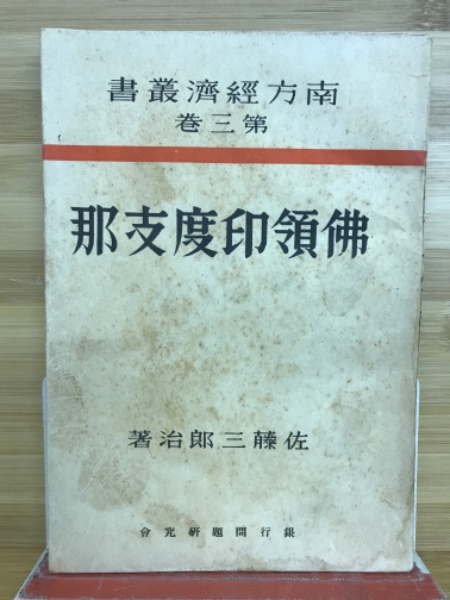 南方經濟叢書
第三卷
佛領印度支那
佐藤三郎治著
銀行問題研究會